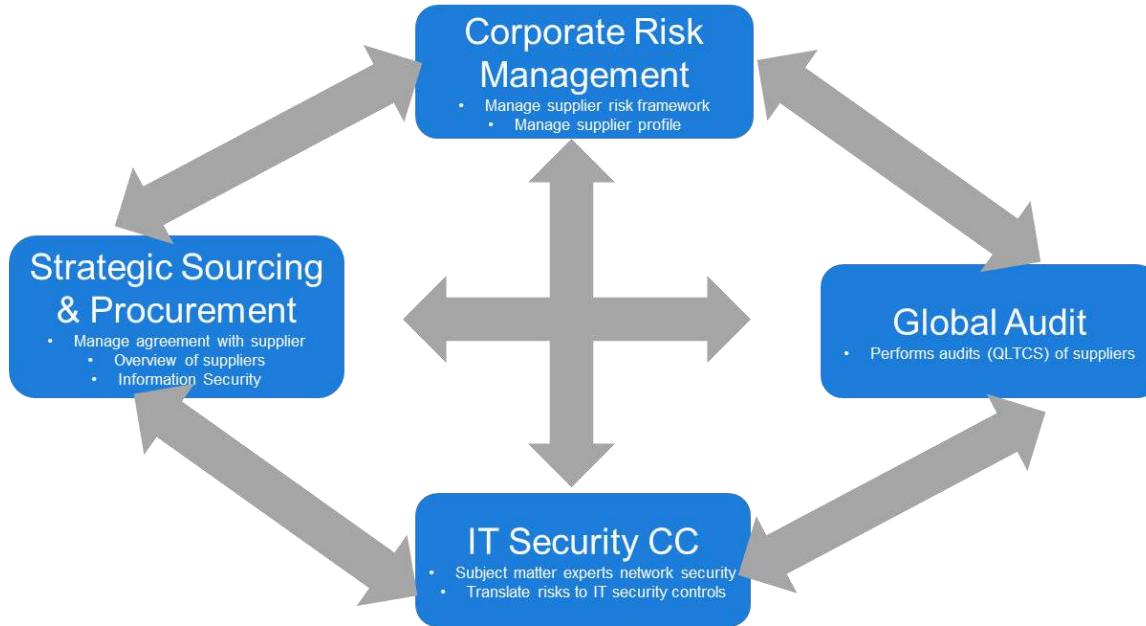 Corporate Risk
Management
• Manage supplier risk framework
• Manage supplier profile
Strategic Sourcing
& Procurement
• Manage agreement with supplier
• Overview of suppliers
• Information Security
Global Audit
• Performs audits (QLTCS) of suppliers
IT Security CC
• Subject matter experts network security
• Translate risks to IT security controls